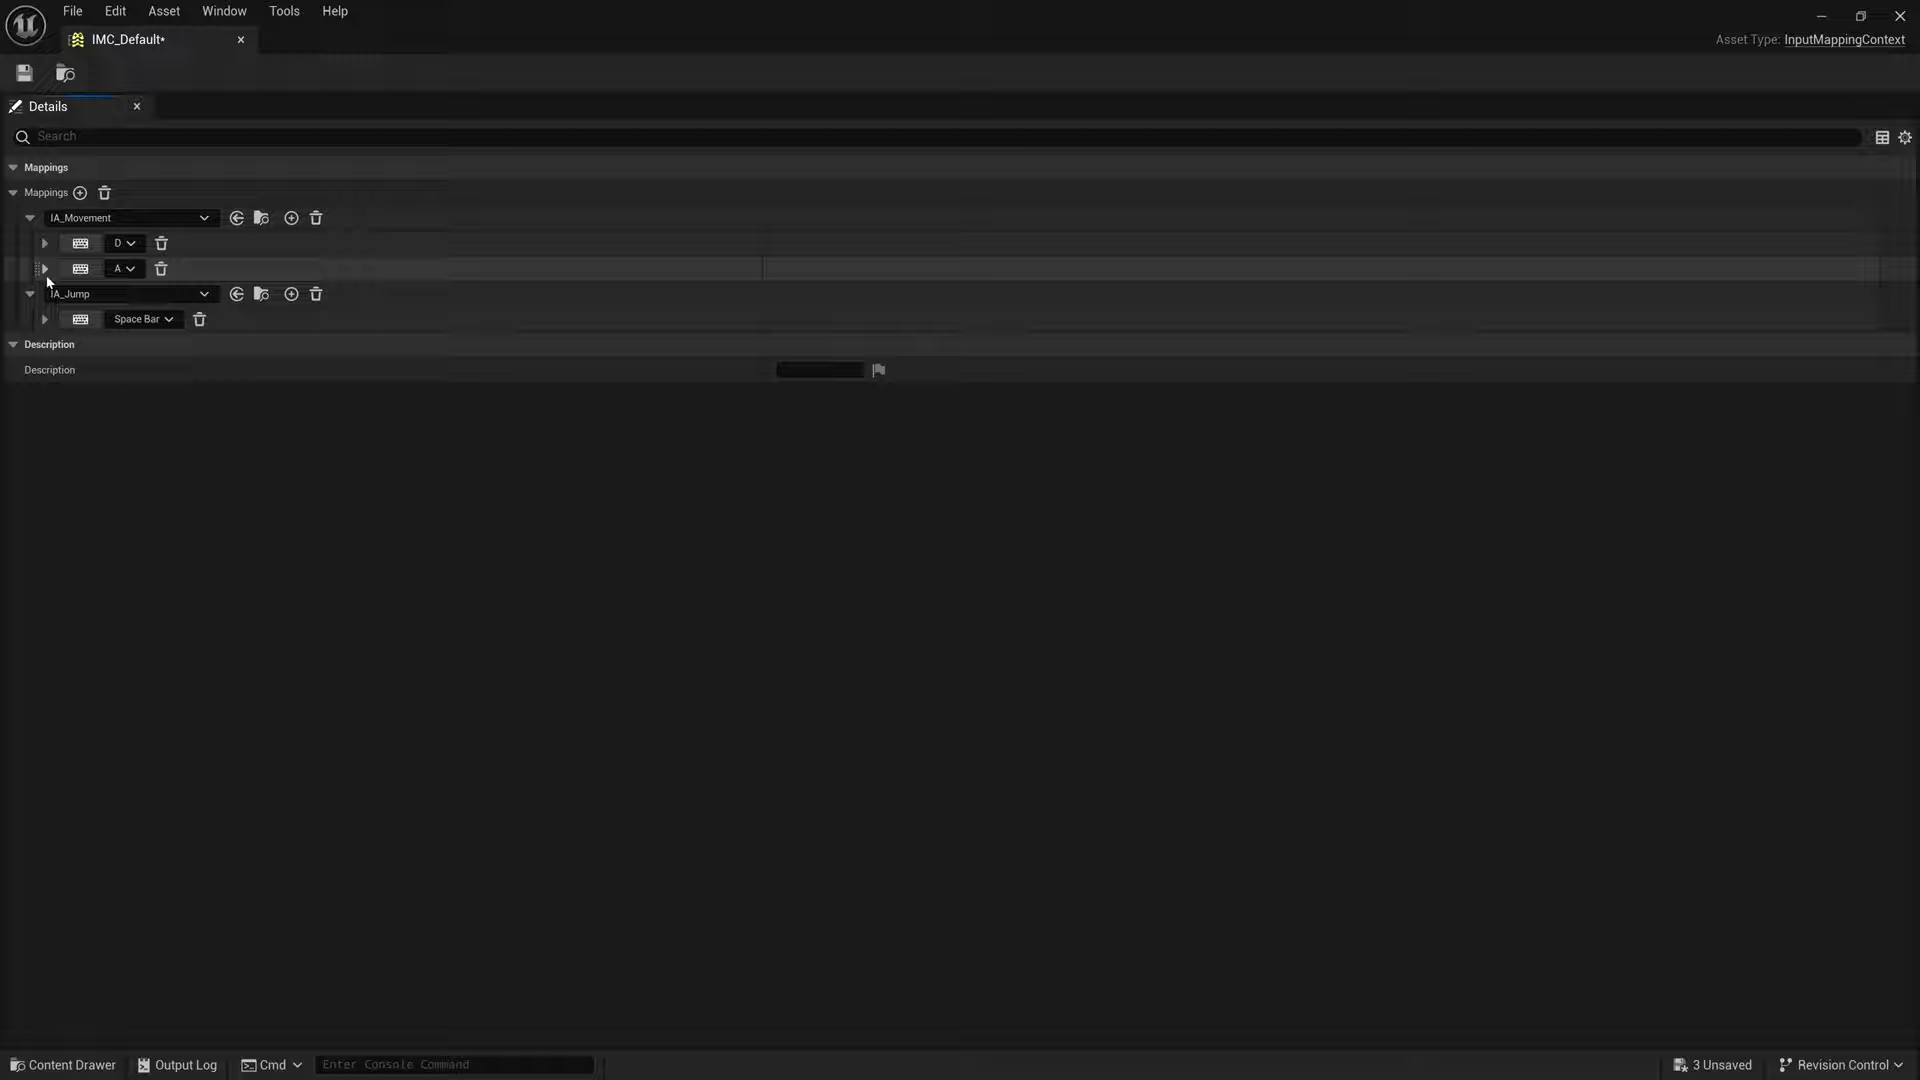 File Edit Asset Window Tools Help
IMC_Default*
Asset Type: InputMappingContext
Details
Search
Mappings
Mappings
IA_Movement
D
A
IA_Jump
Space Bar
Description
Description
Content Drawer Output Log Cmd Enter Console Command 3 Unsaved Revision Control